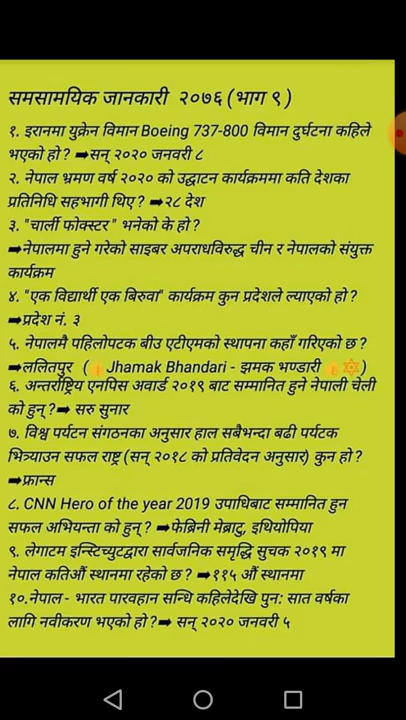 समसामयिक जानकारी २०७६ (भाग ९)
१. इरानमा युक्रेन विमान Boeing 737-800 विमान दुर्घटना कहिले
भएको हो? ➡सन् २०२० जनवरी ८
२. नेपाल भ्रमण वर्ष २०२० को उद्घाटन कार्यक्रममा कति देशका
प्रतिनिधि सहभागी थिए? ➡२८ देश
३. "चार्ली फोक्स्टर" भनेको के हो?
➡नेपालमा हुने गरेको साइबर अपराधविरुद्ध चीन र नेपालको संयुक्त
कार्यक्रम
४. "एक विद्यार्थी एक बिरुवा" कार्यक्रम कुन प्रदेशले ल्याएको हो?
➡प्रदेश नं. ३
५. नेपालमै पहिलोपटक बीउ एटीएमको स्थापना कहाँ गरिएको छ?
➡ललितपुर (👍Jhamak Bhandari - झमक भण्डारी👍🔯)
६. अन्तर्राष्ट्रिय एनपिस अवार्ड २०१९ बाट सम्मानित हुने नेपाली चेली
को हुन्?➡ सरु सुनार
७. विश्व पर्यटन संगठनका अनुसार हाल सबैभन्दा बढी पर्यटक
भित्र्याउन सफल राष्ट्र (सन् २०१८ को प्रतिवेदन अनुसार) कुन हो?
➡फ्रान्स
८. CNN Hero of the year 2019 उपाधिबाट सम्मानित हुन
सफल अभियन्ता को हुन्? ➡फेब्रिनी मेब्राटु, इथियोपिया
९. लेगाटम इन्स्टिच्युटद्वारा सार्वजनिक समृद्धि सुचक २०१९ मा
नेपाल कतिऔं स्थानमा रहेको छ? ➡११५ औं स्थानमा
१०.नेपाल - भारत पारवहान सन्धि कहिलेदेखि पुन: सात वर्षका
लागि नवीकरण भएको हो?➡ सन् २०२० जनवरी ५